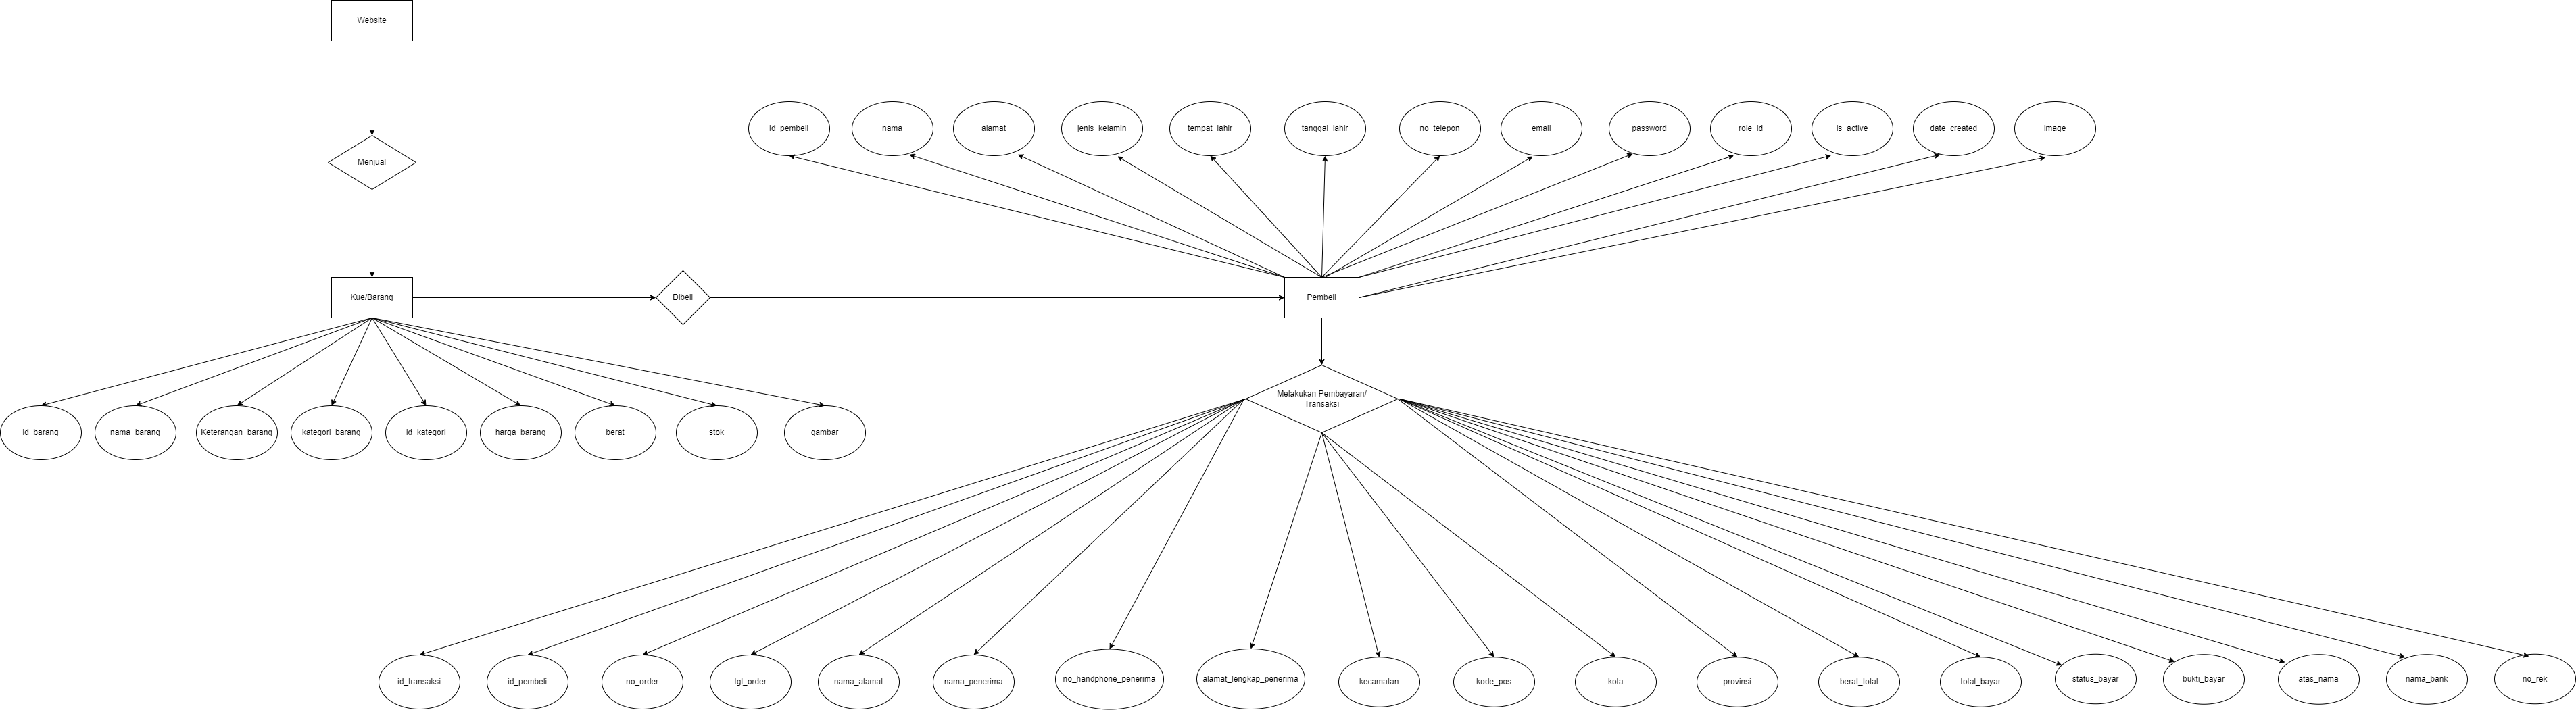 Website
id_pembeli
nama
alamat
jenis_kelamin
tempat_lahir
tanggal_lahir
no_telepon
email
password
role_id
is_active
date_created
image
Menjual
Kue/Barang
Dibeli
Pembeli
Melakukan Pembayaran/
Transaksi
id_barang
nama_barang
Keterangan_barang
kategori_barang
id_kategori
harga_barang
berat
stok
gambar
id_transaksi
id_pembeli
no_order
tgl_order
nama_alamat
nama_penerima
no_handphone_penerima
alamat_lengkap_penerima
kecamatan
kode_pos
kota
provinsi
berat_total
total_bayar
status_bayar
bukti_bayar
atas_nama
nama_bank
no_rek